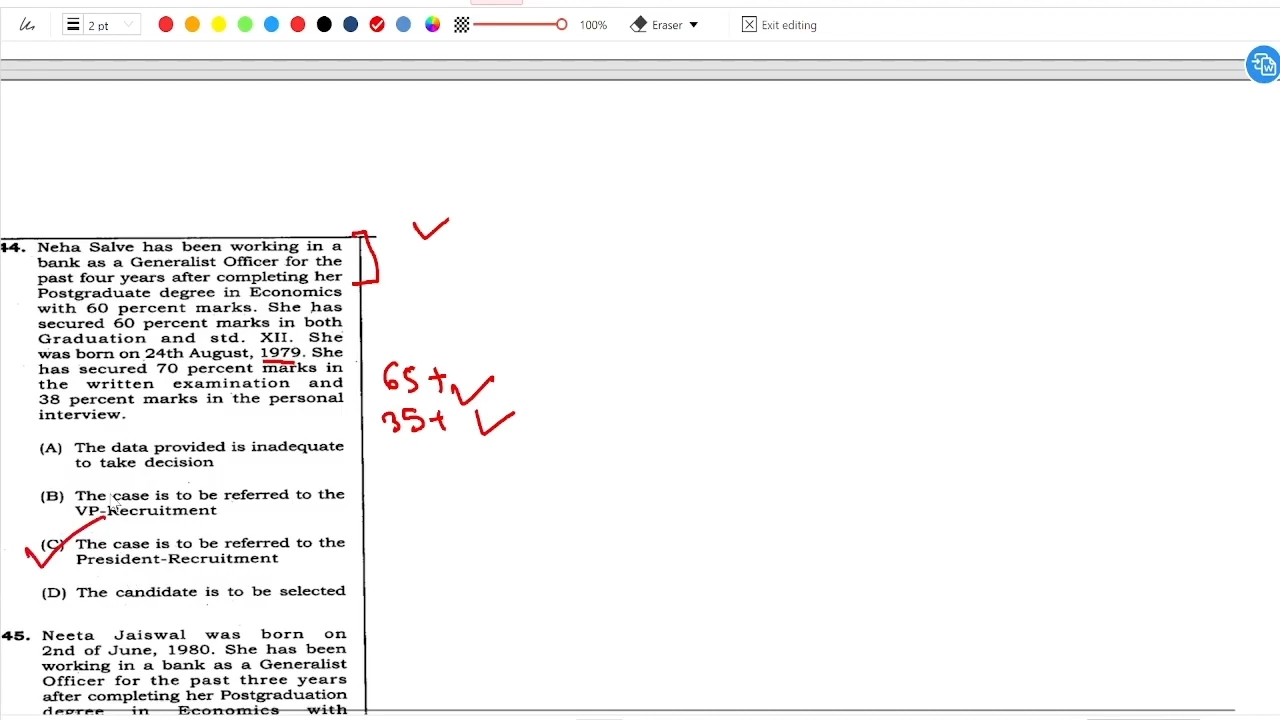 2 pt
100%
Eraser
Exit editing
44. Neha Salve has been working in a
bank as a Generalist Officer for the
past four years after completing her
Postgraduate degree in Economics
with 60 percent marks. She has
secured 60 percent marks in both
Graduation and std. XII. She
was born on 24th August, 1979. She
has secured 70 percent marks in
the written examination and
38 percent marks in the personal
interview.
65+
35+
(A) The data provided is inadequate
to take decision
(B) The case is to be referred to the
VP-Recruitment
(C) The case is to be referred to the
President-Recruitment
(D) The candidate is to be selected
45. Neeta Jaiswal was born on
2nd of June, 1980. She has been
working in a bank as a Generalist
Officer for the past three years
after completing her Postgraduation
degree in Economics with